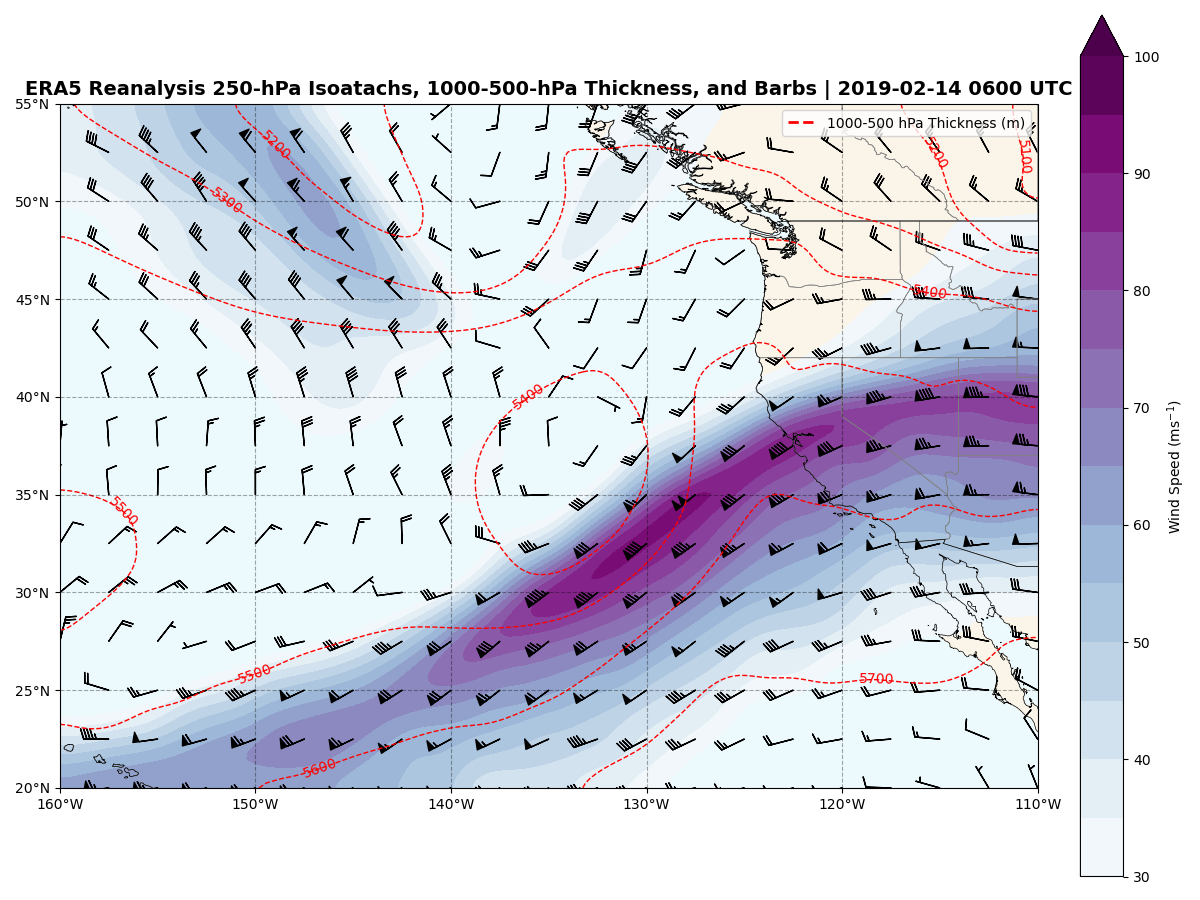 ERA5 Reanalysis 250-hPa Isoatachs, 1000-500-hPa Thickness, and Barbs | 2019-02-14 0600 UTC
1000-500 hPa Thickness (m)
55°N
50°N
45°N
40°N
35°N
30°N
25°N
20°N
160°W
150°W
140°W
130°W
120°W
110°W
5200
5300
5200
5100
5400
5400
5500
5500
5700
5600
100
90
80
70
60
50
40
30
Wind Speed (ms⁻¹)